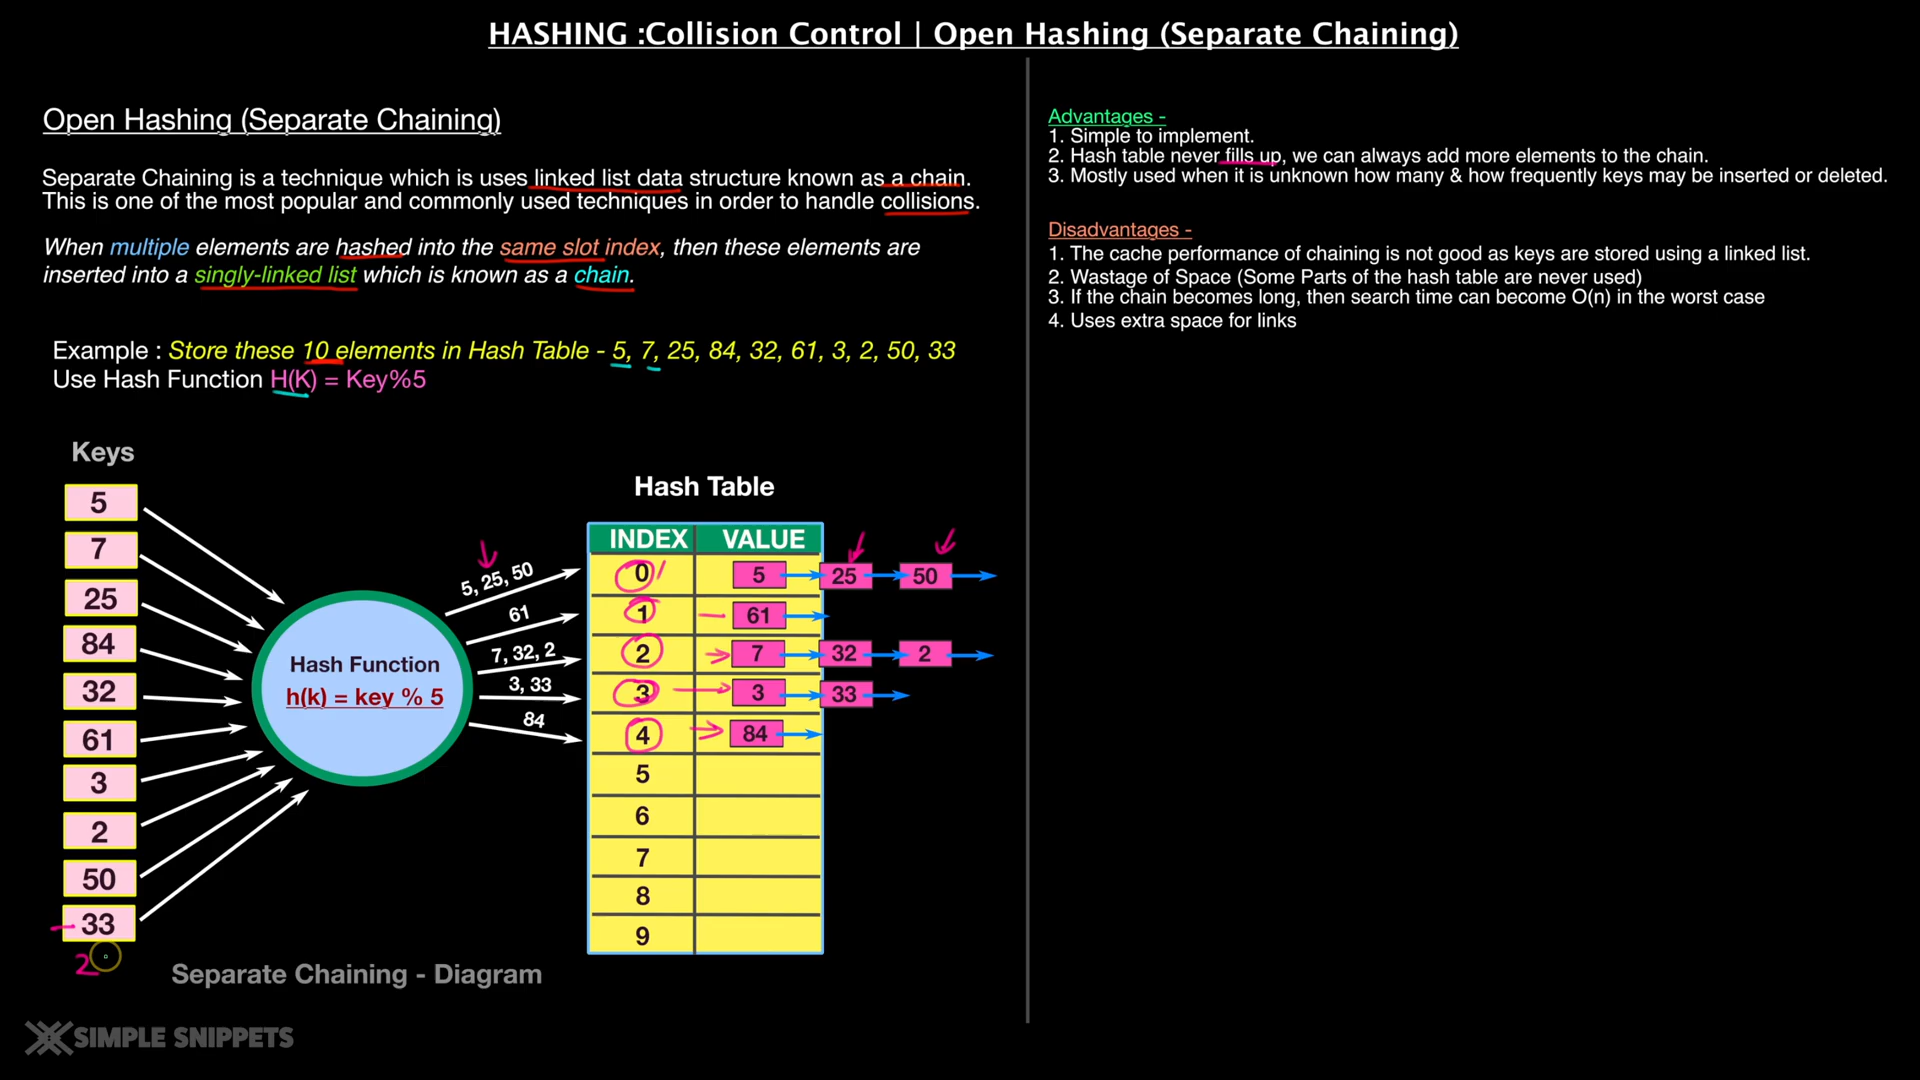 HASHING :Collision Control | Open Hashing (Separate Chaining)
Open Hashing (Separate Chaining)
Separate Chaining is a technique which is uses linked list data structure known as a chain.
This is one of the most popular and commonly used techniques in order to handle collisions.
When multiple elements are hashed into the same slot index, then these elements are
inserted into a singly-linked list which is known as a chain.
Example : Store these 10 elements in Hash Table - 5, 7, 25, 84, 32, 61, 3, 2, 50, 33
Use Hash Function H(K) = Key%5
Keys
5
7
25
84
32
61
3
2
50
33
2
Hash Function
h(k) = key % 5
5, 25, 50
61
7, 32, 2
3, 33
84
Hash Table
INDEX VALUE
0 5 25 50
1 61
2 7 32 2
3 3 33
4 84
5
6
7
8
9
Separate Chaining - Diagram
SIMPLE SNIPPETS
Advantages -
1. Simple to implement.
2. Hash table never fills up, we can always add more elements to the chain.
3. Mostly used when it is unknown how many & how frequently keys may be inserted or deleted.
Disadvantages -
1. The cache performance of chaining is not good as keys are stored using a linked list.
2. Wastage of Space (Some Parts of the hash table are never used)
3. If the chain becomes long, then search time can become O(n) in the worst case
4. Uses extra space for links